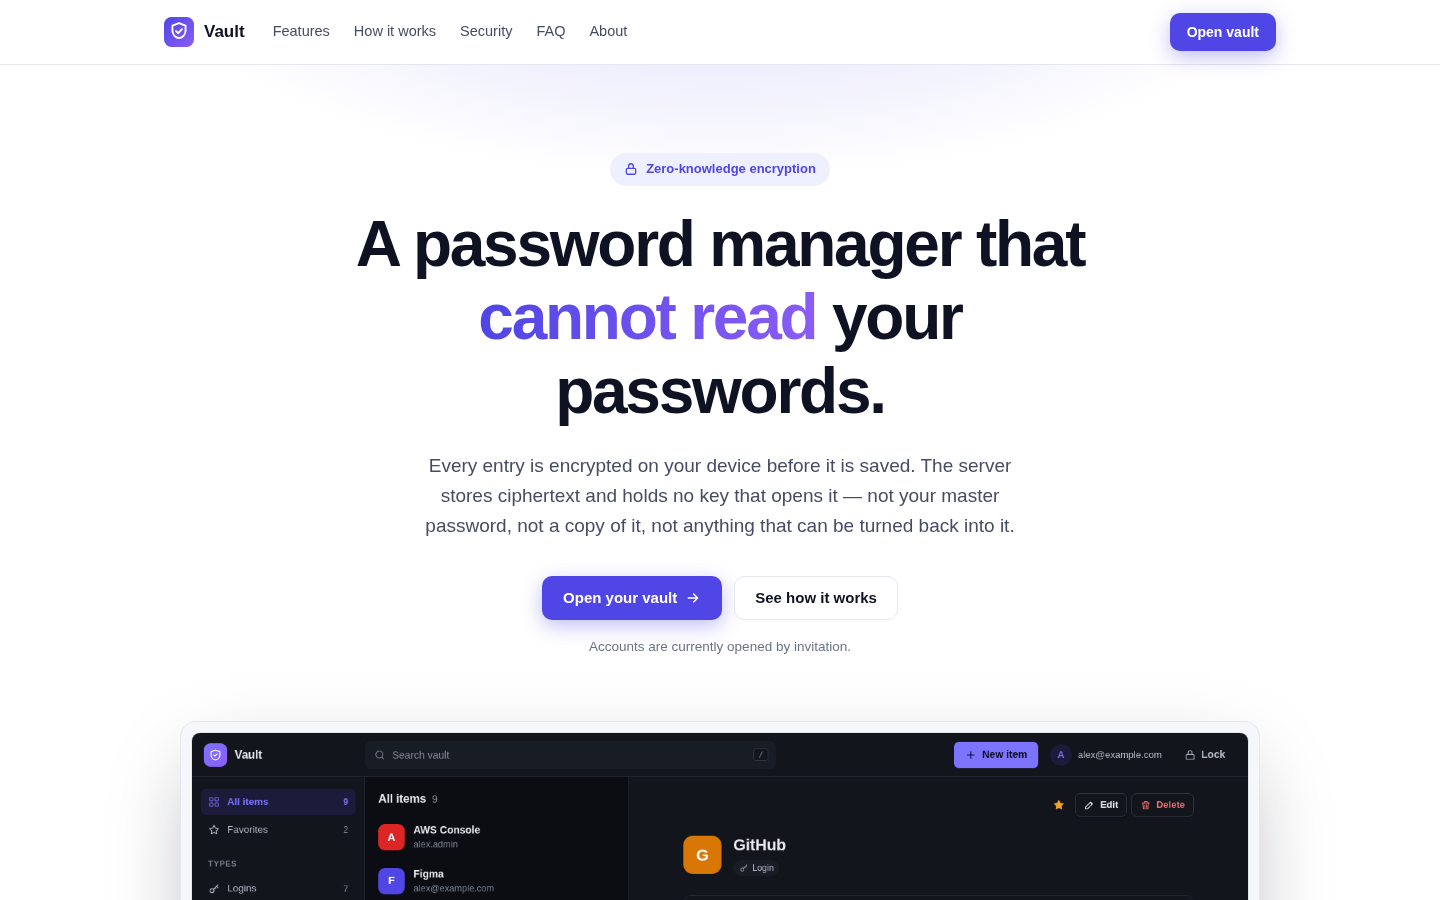 Vault
Features
How it works
Security
FAQ
About
Open vault
Zero-knowledge encryption
A password manager that
cannot read your
passwords.
Every entry is encrypted on your device before it is saved. The server
stores ciphertext and holds no key that opens it — not your master
password, not a copy of it, not anything that can be turned back into it.
Open your vault
See how it works
Accounts are currently opened by invitation.
Vault
Search vault
/
New item
A
alex@example.com
Lock
All items 9
Favorites 2
TYPES
Logins 7
All items 9
A
AWS Console
alex.admin
F
Figma
alex@example.com
Edit
Delete
G
GitHub
Login